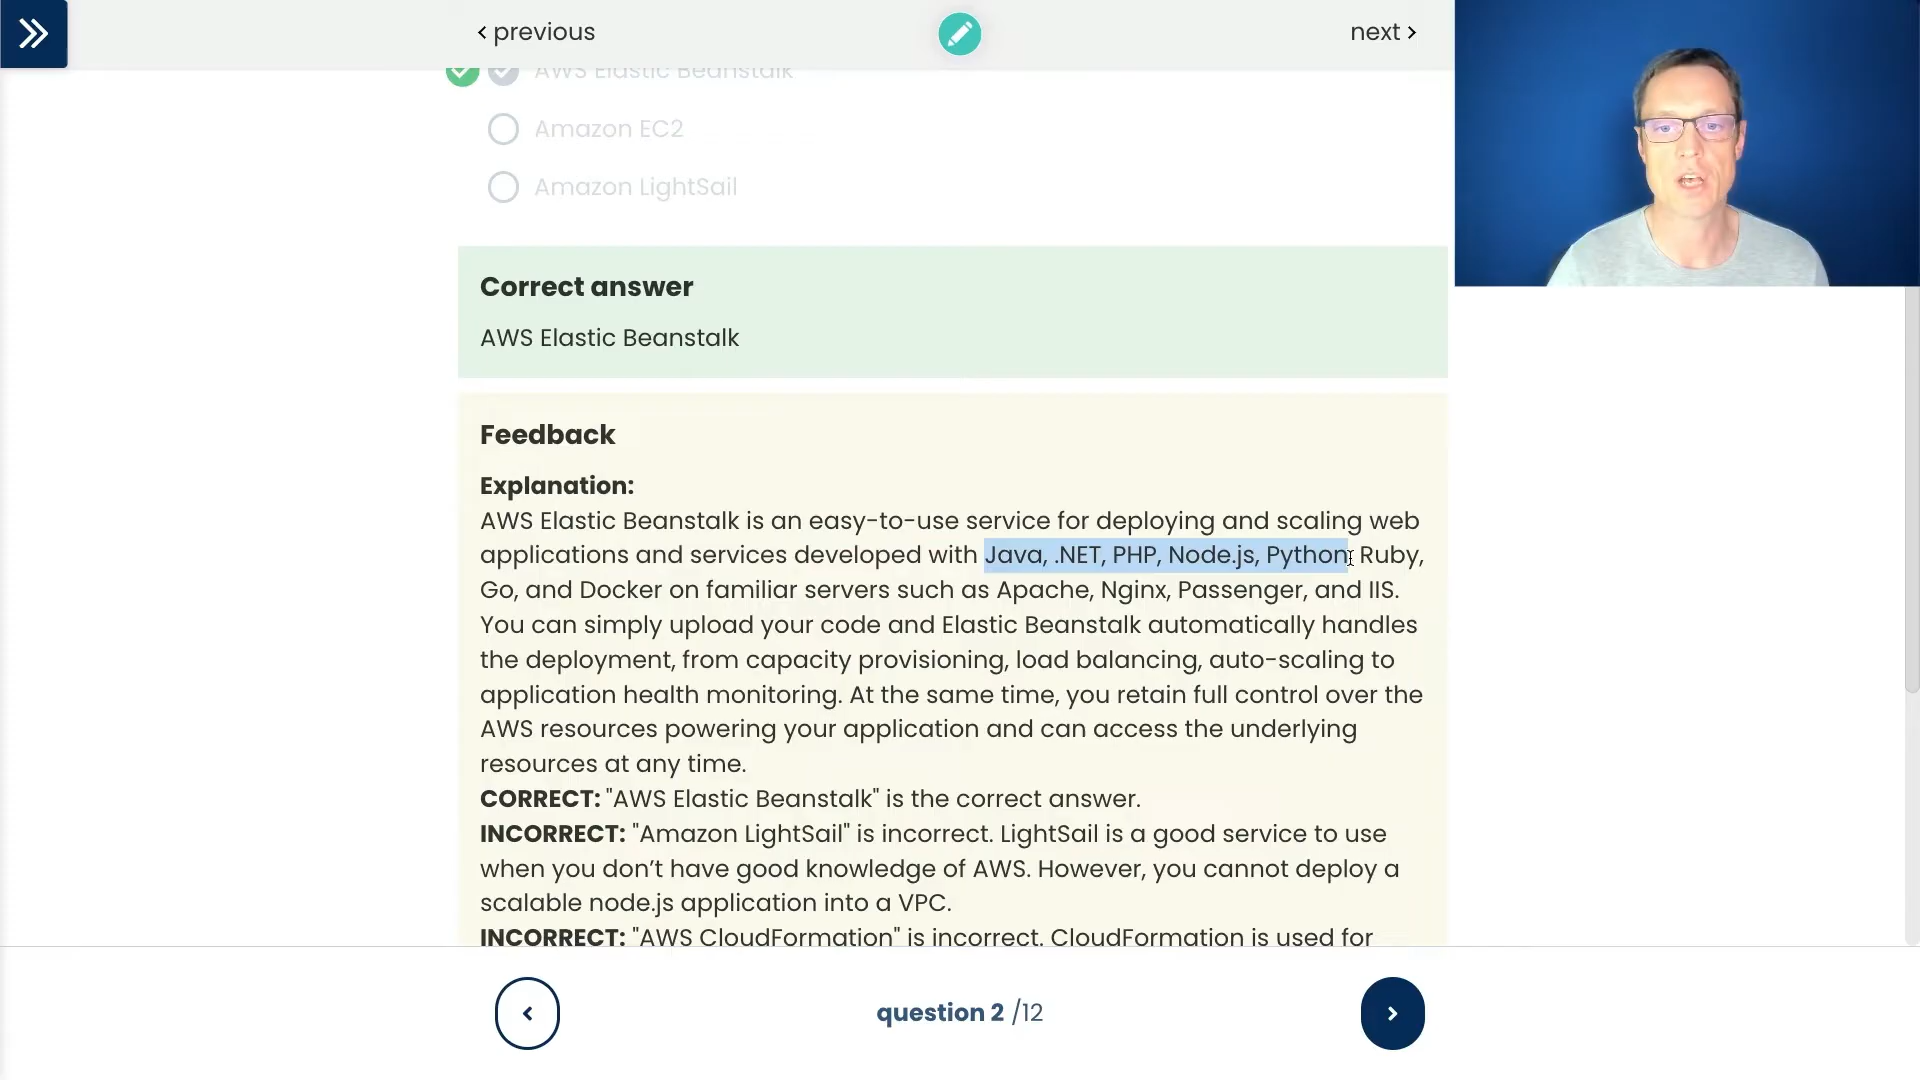 previous
next
AWS Elastic Beanstalk
Amazon EC2
Amazon LightSail
Correct answer
AWS Elastic Beanstalk
Feedback
Explanation:
AWS Elastic Beanstalk is an easy-to-use service for deploying and scaling web
applications and services developed with Java, .NET, PHP, Node.js, Python, Ruby,
Go, and Docker on familiar servers such as Apache, Nginx, Passenger, and IIS.
You can simply upload your code and Elastic Beanstalk automatically handles
the deployment, from capacity provisioning, load balancing, auto-scaling to
application health monitoring. At the same time, you retain full control over the
AWS resources powering your application and can access the underlying
resources at any time.
CORRECT: "AWS Elastic Beanstalk" is the correct answer.
INCORRECT: "Amazon LightSail" is incorrect. LightSail is a good service to use
when you don’t have good knowledge of AWS. However, you cannot deploy a
scalable node.js application into a VPC.
INCORRECT: "AWS CloudFormation" is incorrect. CloudFormation is used for
question 2 /12